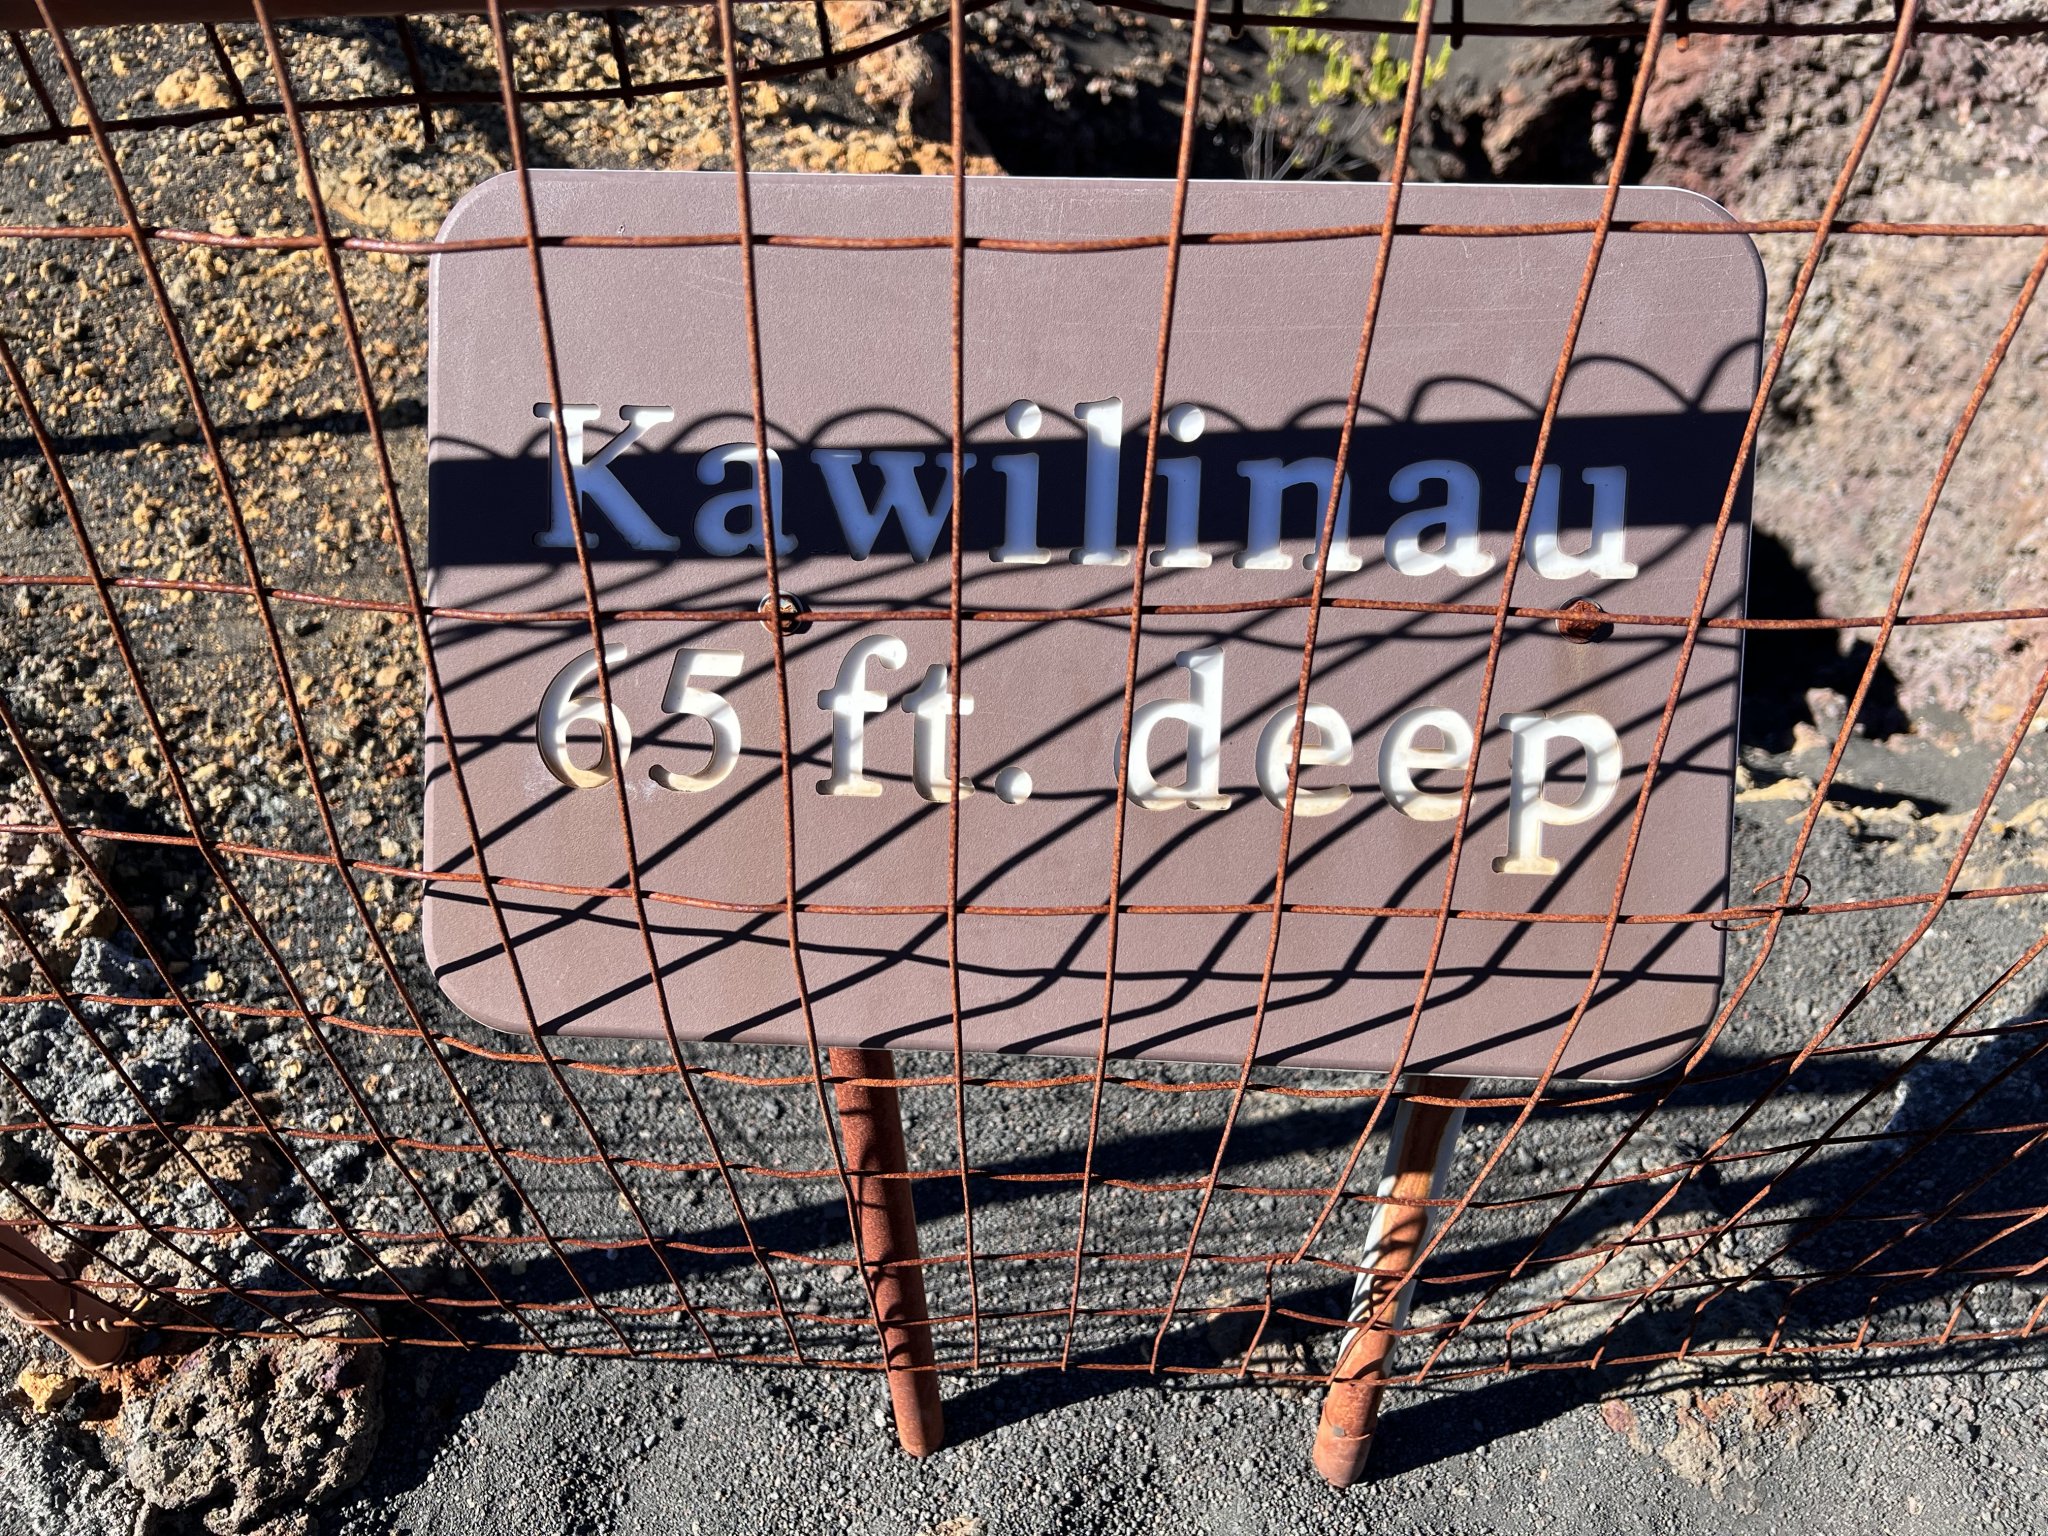 Kawilinau
65 ft. deep